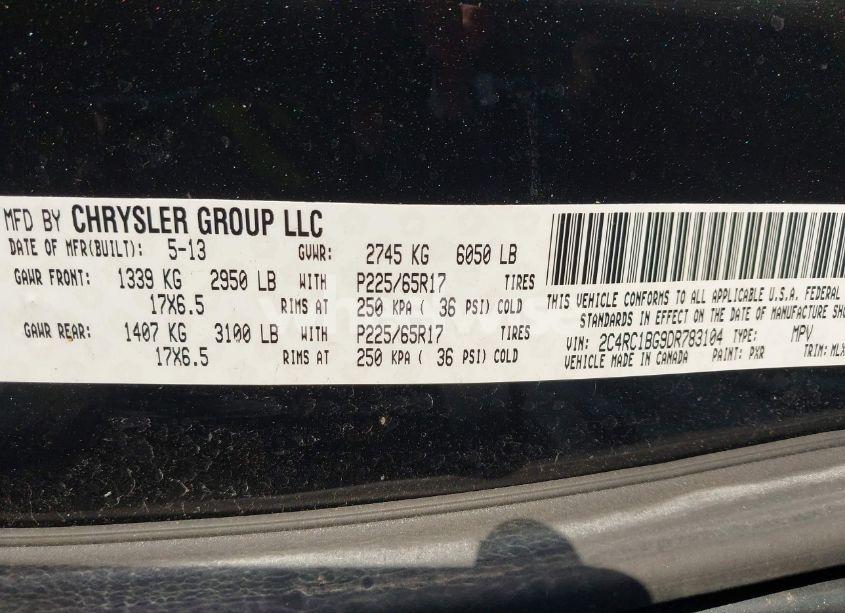 MFD BY CHRYSLER GROUP LLC
DATE OF MFR(BUILT): 5-13 GVWR: 2745 KG 6050 LB
GAWR FRONT: 1339 KG 2950 LB WITH P225/65R17 TIRES
17X6.5 RIMS AT 250 KPA ( 36 PSI) COLD
GAWR REAR: 1407 KG 3100 LB WITH P225/65R17 TIRES
17X6.5 RIMS AT 250 KPA ( 36 PSI) COLD
THIS VEHICLE CONFORMS TO ALL APPLICABLE U.S.A. FEDERAL
STANDARDS IN EFFECT ON THE DATE OF MANUFACTURE SHO
VIN: 2C4RC1BG9DR783104 TYPE: MPV
VEHICLE MADE IN CANADA PAINT: PXR TRIM: MLX